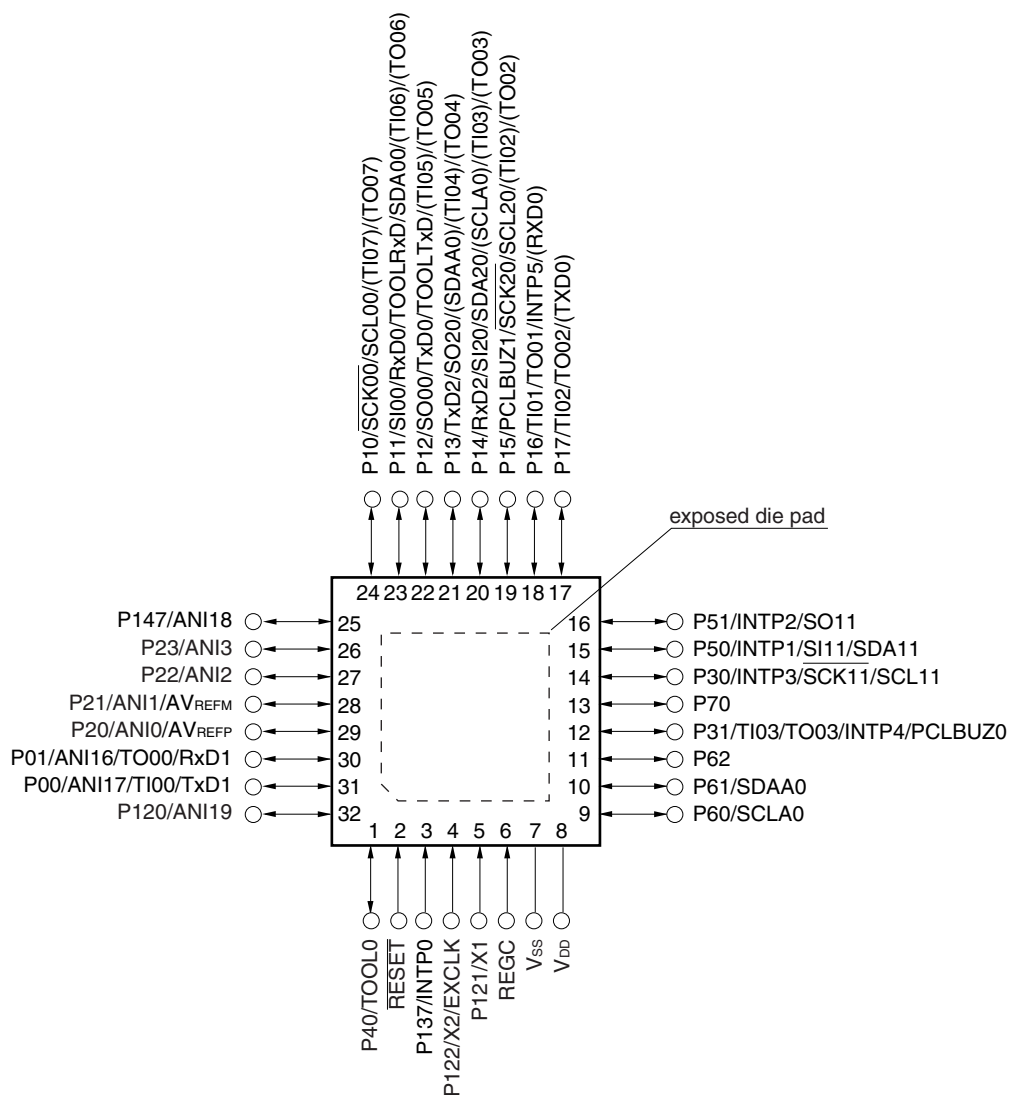 P10/SCK00/SCL00/(TI07)/(TO07)
P11/SI00/RxD0/TOOLRxD/SDA00/(TI06)/(TO06)
P12/SO00/TxD0/TOOLTxD/(TI05)/(TO05)
P13/TxD2/SO20/(SDAA0)/(TI04)/(TO04)
P14/RxD2/SI20/SDA20/(SCLA0)/(TI03)/(TO03)
P15/PCLBUZ1/SCK20/SCL20/(TI02)/(TO02)
P16/TI01/TO01/INTP5/(RXD0)
P17/TI02/TO02/(TXD0)
exposed die pad
24 23 22 21 20 19 18 17
P147/ANI18 25
P23/ANI3 26
P22/ANI2 27
P21/ANI1/AVREFM 28
P20/ANI0/AVREFP 29
P01/ANI16/TO00/RxD1 30
P00/ANI17/TI00/TxD1 31
P120/ANI19 32
16 P51/INTP2/SO11
15 P50/INTP1/SI11/SDA11
14 P30/INTP3/SCK11/SCL11
13 P70
12 P31/TI03/TO03/INTP4/PCLBUZ0
11 P62
10 P61/SDAA0
9 P60/SCLA0
1 2 3 4 5 6 7 8
P40/TOOL0
RESET
P137/INTP0
P122/X2/EXCLK
P121/X1
REGC
VSS
VDD